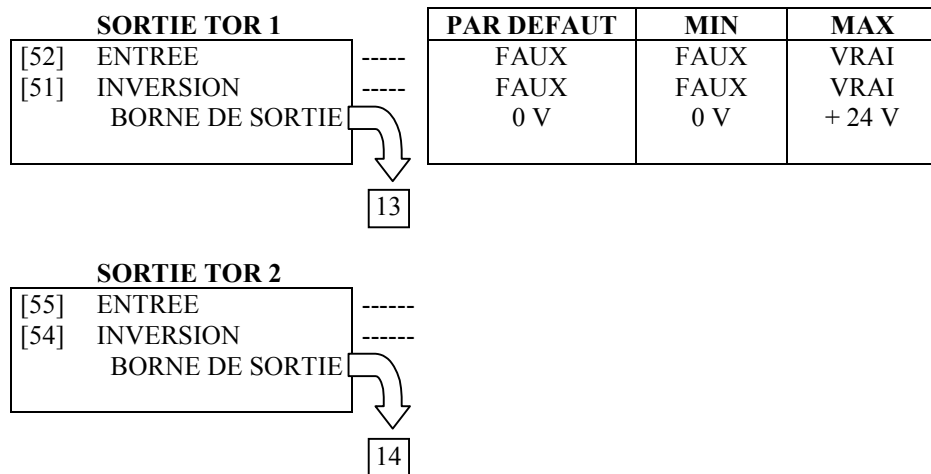 SORTIE TOR 1 PAR DEFAUT MIN MAX
[52] ENTREE ----- FAUX FAUX VRAI
[51] INVERSION ----- FAUX FAUX VRAI
BORNE DE SORTIE 0 V 0 V + 24 V
13
SORTIE TOR 2
[55] ENTREE ------
[54] INVERSION ------
BORNE DE SORTIE
14